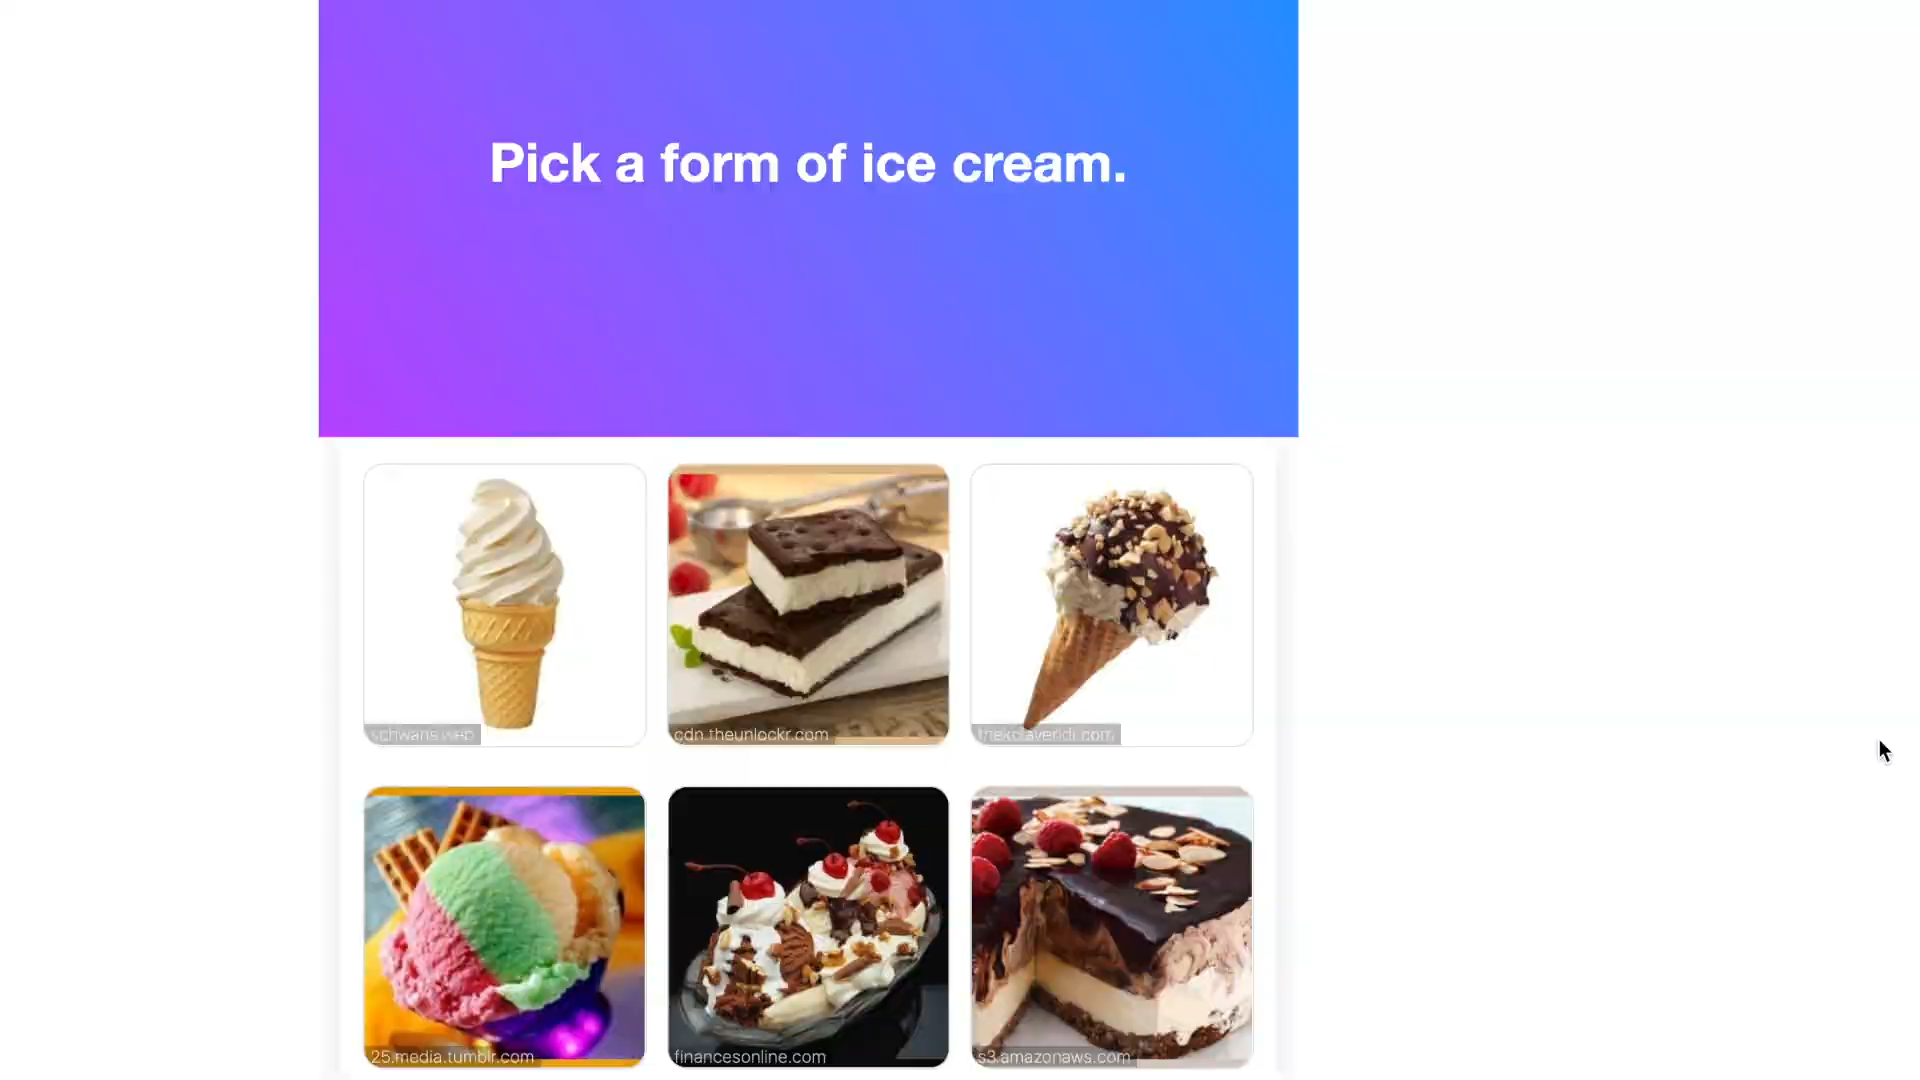 Pick a form of ice cream.
cdn.theunlockr.com
25.media.tumblr.com
financesonline.com
s3.amazonaws.com